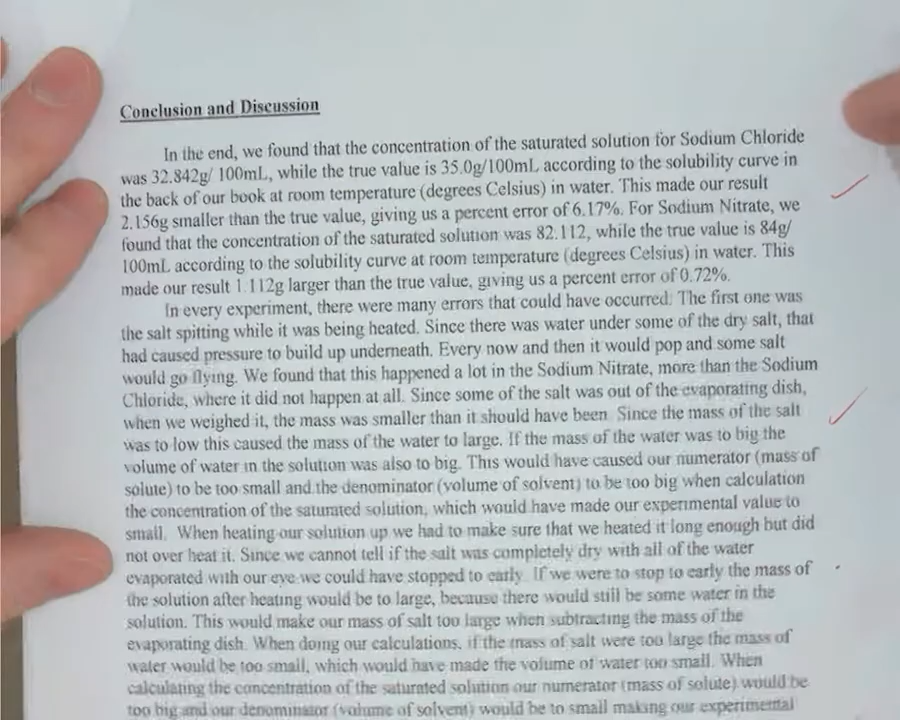 Conclusion and Discussion
In the end, we found that the concentration of the saturated solution for Sodium Chloride
was 32.842g/ 100mL, while the true value is 35.0g/100mL according to the solubility curve in
the back of our book at room temperature (degrees Celsius) in water. This made our result
2.156g smaller than the true value, giving us a percent error of 6.17%. For Sodium Nitrate, we
found that the concentration of the saturated solution was 82.112, while the true value is 84g/
100mL according to the solubility curve at room temperature (degrees Celsius) in water. This
made our result 1.112g larger than the true value, giving us a percent error of 0.72%.
In every experiment, there were many errors that could have occurred. The first one was
the salt spitting while it was being heated. Since there was water under some of the dry salt, that
had caused pressure to build up underneath. Every now and then it would pop and some salt
would go flying. We found that this happened a lot in the Sodium Nitrate, more than the Sodium
Chloride, where it did not happen at all. Since some of the salt was out of the evaporating dish,
when we weighed it, the mass was smaller than it should have been. Since the mass of the salt
was to low this caused the mass of the water to large. If the mass of the water was to big the
volume of water in the solution was also to big. This would have caused our numerator (mass of
solute) to be too small and the denominator (volume of solvent) to be too big when calculation
the concentration of the saturated solution, which would have made our experimental value to
small. When heating our solution up we had to make sure that we heated it long enough but did
not over heat it. Since we cannot tell if the salt was completely dry with all of the water
evaporated with our eye we could have stopped to early. If we were to stop to early the mass of
the solution after heating would be to large, because there would still be some water in the
solution. This would make our mass of salt too large when subtracting the mass of the
evaporating dish. When doing our calculations, if the mass of salt were too large the mass of
water would be too small, which would have made the volume of water too small. When
calculating the concentration of the saturated solution our numerator (mass of solute) would be
too big and our denominator (volume of solvent) would be to small making our experimental